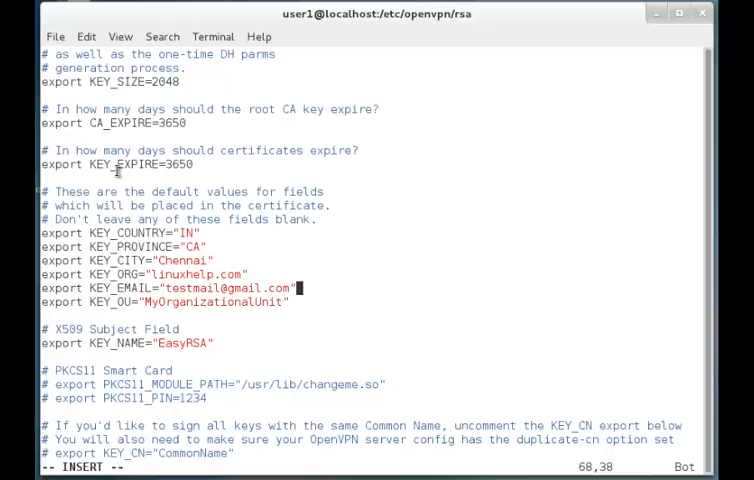 user1@localhost:/etc/openvpn/rsa
File Edit View Search Terminal Help
# as well as the one-time DH parms
# generation process.
export KEY_SIZE=2048
# In how many days should the root CA key expire?
export CA_EXPIRE=3650
# In how many days should certificates expire?
export KEY_EXPIRE=3650
# These are the default values for fields
# which will be placed in the certificate.
# Don't leave any of these fields blank.
export KEY_COUNTRY="IN"
export KEY_PROVINCE="CA"
export KEY_CITY="Chennai"
export KEY_ORG="linuxhelp.com"
export KEY_EMAIL="testmail@gmail.com"
export KEY_OU="MyOrganizationalUnit"
# X509 Subject Field
export KEY_NAME="EasyRSA"
# PKCS11 Smart Card
# export PKCS11_MODULE_PATH="/usr/lib/changeme.so"
# export PKCS11_PIN=1234
# If you'd like to sign all keys with the same Common Name, uncomment the KEY_CN export below
# You will also need to make sure your OpenVPN server config has the duplicate-cn option set
# export KEY_CN="CommonName"
-- INSERT -- 68,38 Bot